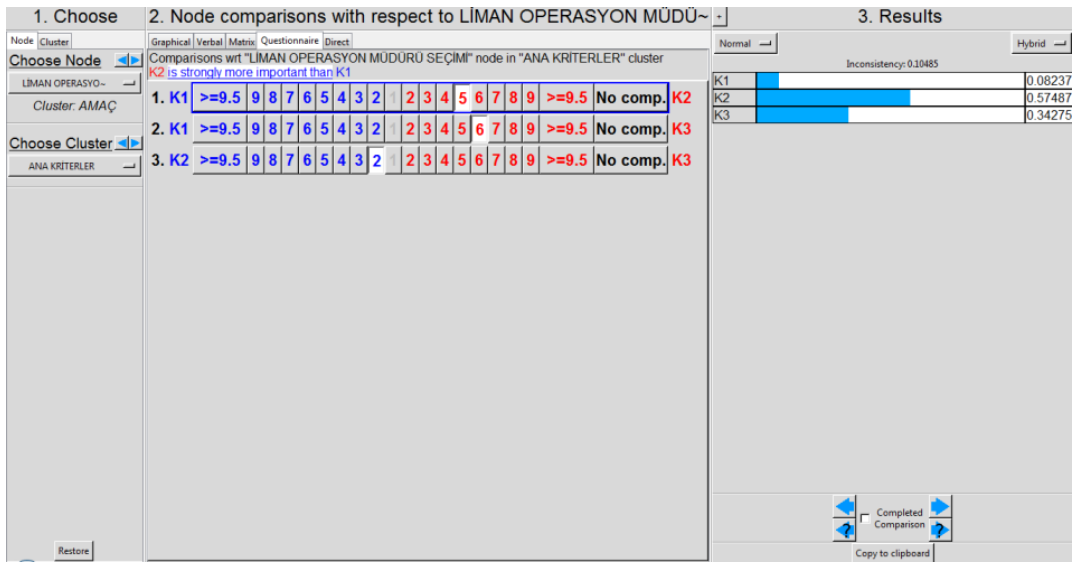 1. Choose
2. Node comparisons with respect to LİMAN OPERASYON MÜDÜ~
+
3. Results
Node Cluster
Graphical Verbal Matrix Questionnaire Direct
Choose Node
LİMAN OPERASYO~
Cluster: AMAÇ
Choose Cluster
ANA KRİTERLER
Comparisons wrt "LİMAN OPERASYON MÜDÜRÜ SEÇİMİ" node in "ANA KRİTERLER" cluster
K2 is strongly more important than K1
1. K1 >=9.5 9 8 7 6 5 4 3 2 1 2 3 4 5 6 7 8 9 >=9.5 No comp. K2
2. K1 >=9.5 9 8 7 6 5 4 3 2 1 2 3 4 5 6 7 8 9 >=9.5 No comp. K3
3. K2 >=9.5 9 8 7 6 5 4 3 2 1 2 3 4 5 6 7 8 9 >=9.5 No comp. K3
Normal Hybrid
Inconsistency: 0.10485
K1 0.08237
K2 0.57487
K3 0.34275
Completed
Comparison
? ?
Restore
Copy to clipboard